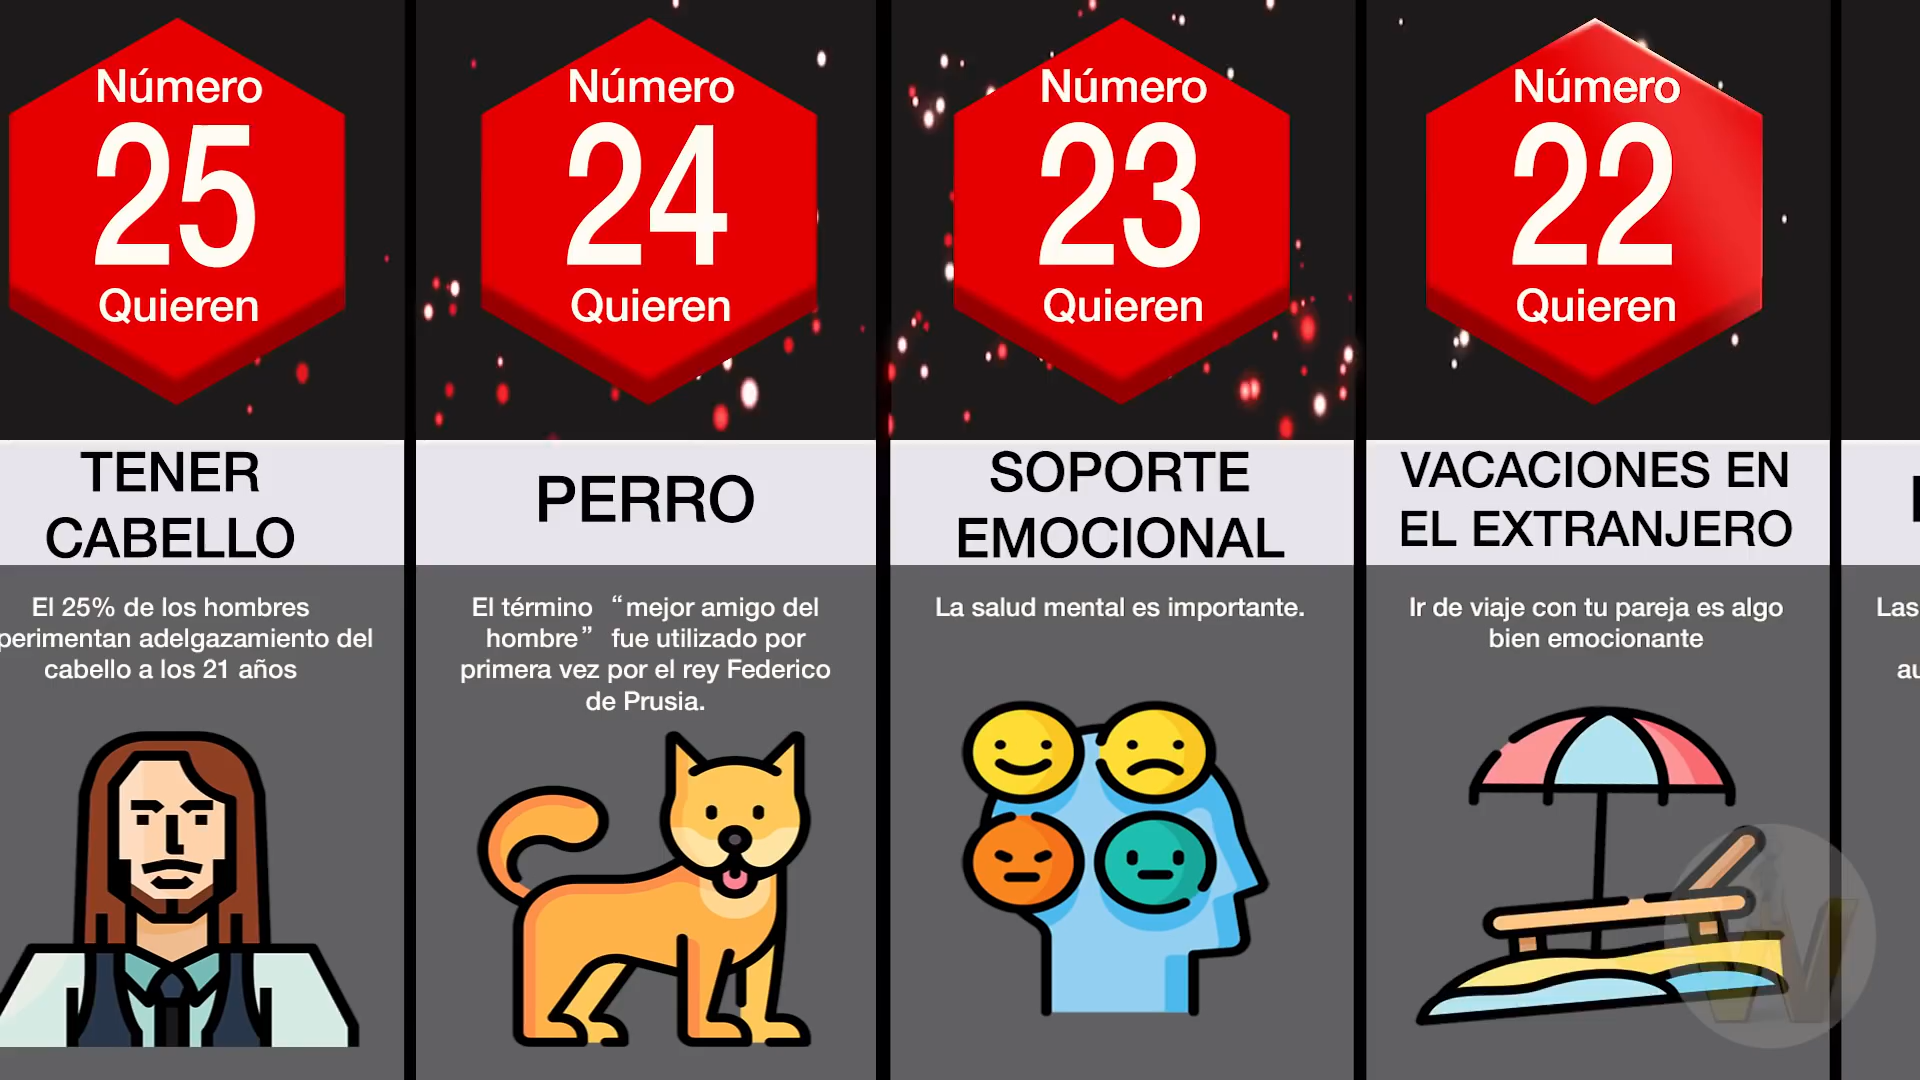 Número
25
Quieren
TENER
CABELLO
El 25% de los hombres
perimentan adelgazamiento del
cabello a los 21 años
Número
24
Quieren
PERRO
El término “mejor amigo del
hombre” fue utilizado por
primera vez por el rey Federico
de Prusia.
Número
23
Quieren
SOPORTE
EMOCIONAL
La salud mental es importante.
Número
22
Quieren
VACACIONES EN
EL EXTRANJERO
Ir de viaje con tu pareja es algo
bien emocionante
Las
au